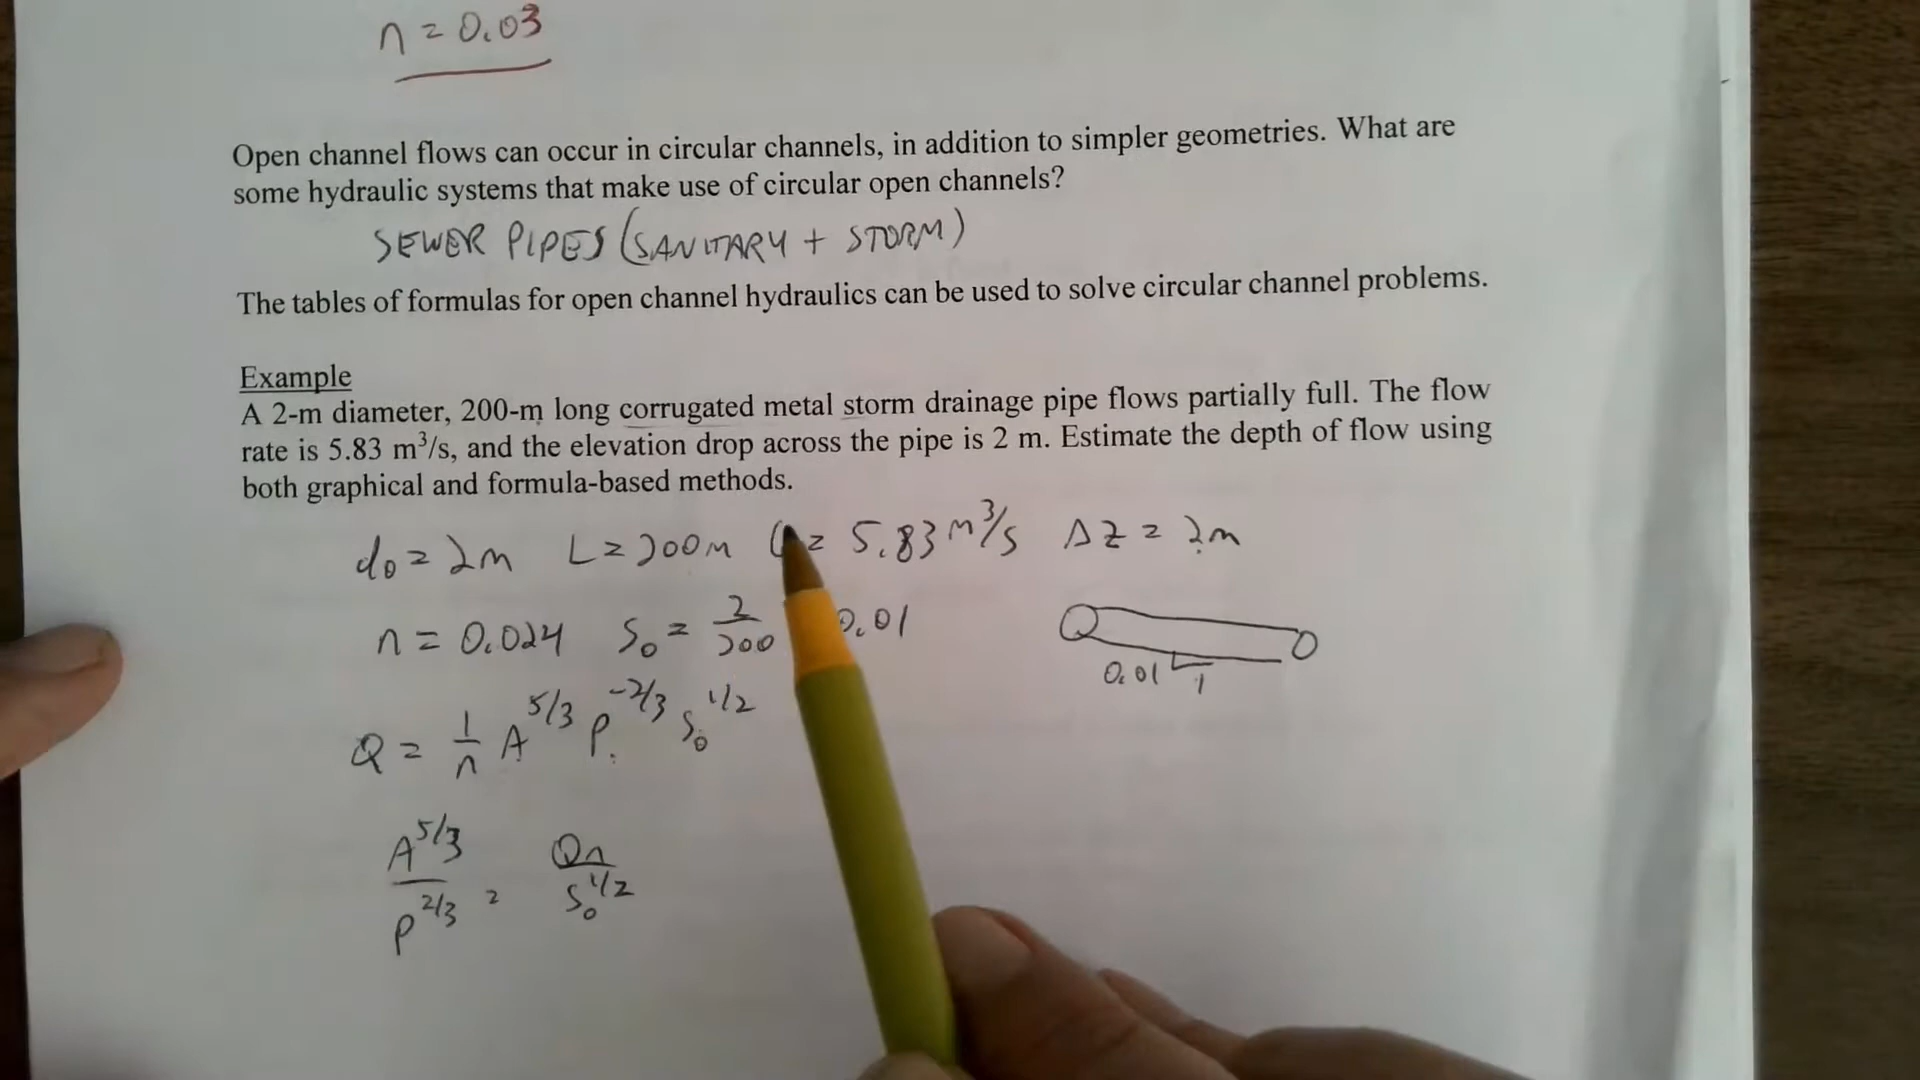 n = 0.03
Open channel flows can occur in circular channels, in addition to simpler geometries. What are
some hydraulic systems that make use of circular open channels?
SEWER PIPES (SANITARY + STORM)
The tables of formulas for open channel hydraulics can be used to solve circular channel problems.
Example
A 2-m diameter, 200-m long corrugated metal storm drainage pipe flows partially full. The flow
rate is 5.83 m³/s, and the elevation drop across the pipe is 2 m. Estimate the depth of flow using
both graphical and formula-based methods.
d₀ = 2m L = 200m Q = 5.83 m³/s ΔZ = 2m
n = 0.024 S₀ = 2/200 0.01
0.01 1
Q = 1/n A^5/3 P^-2/3 S₀^1/2
A^5/3 / P^2/3 = Qn / S₀^1/2